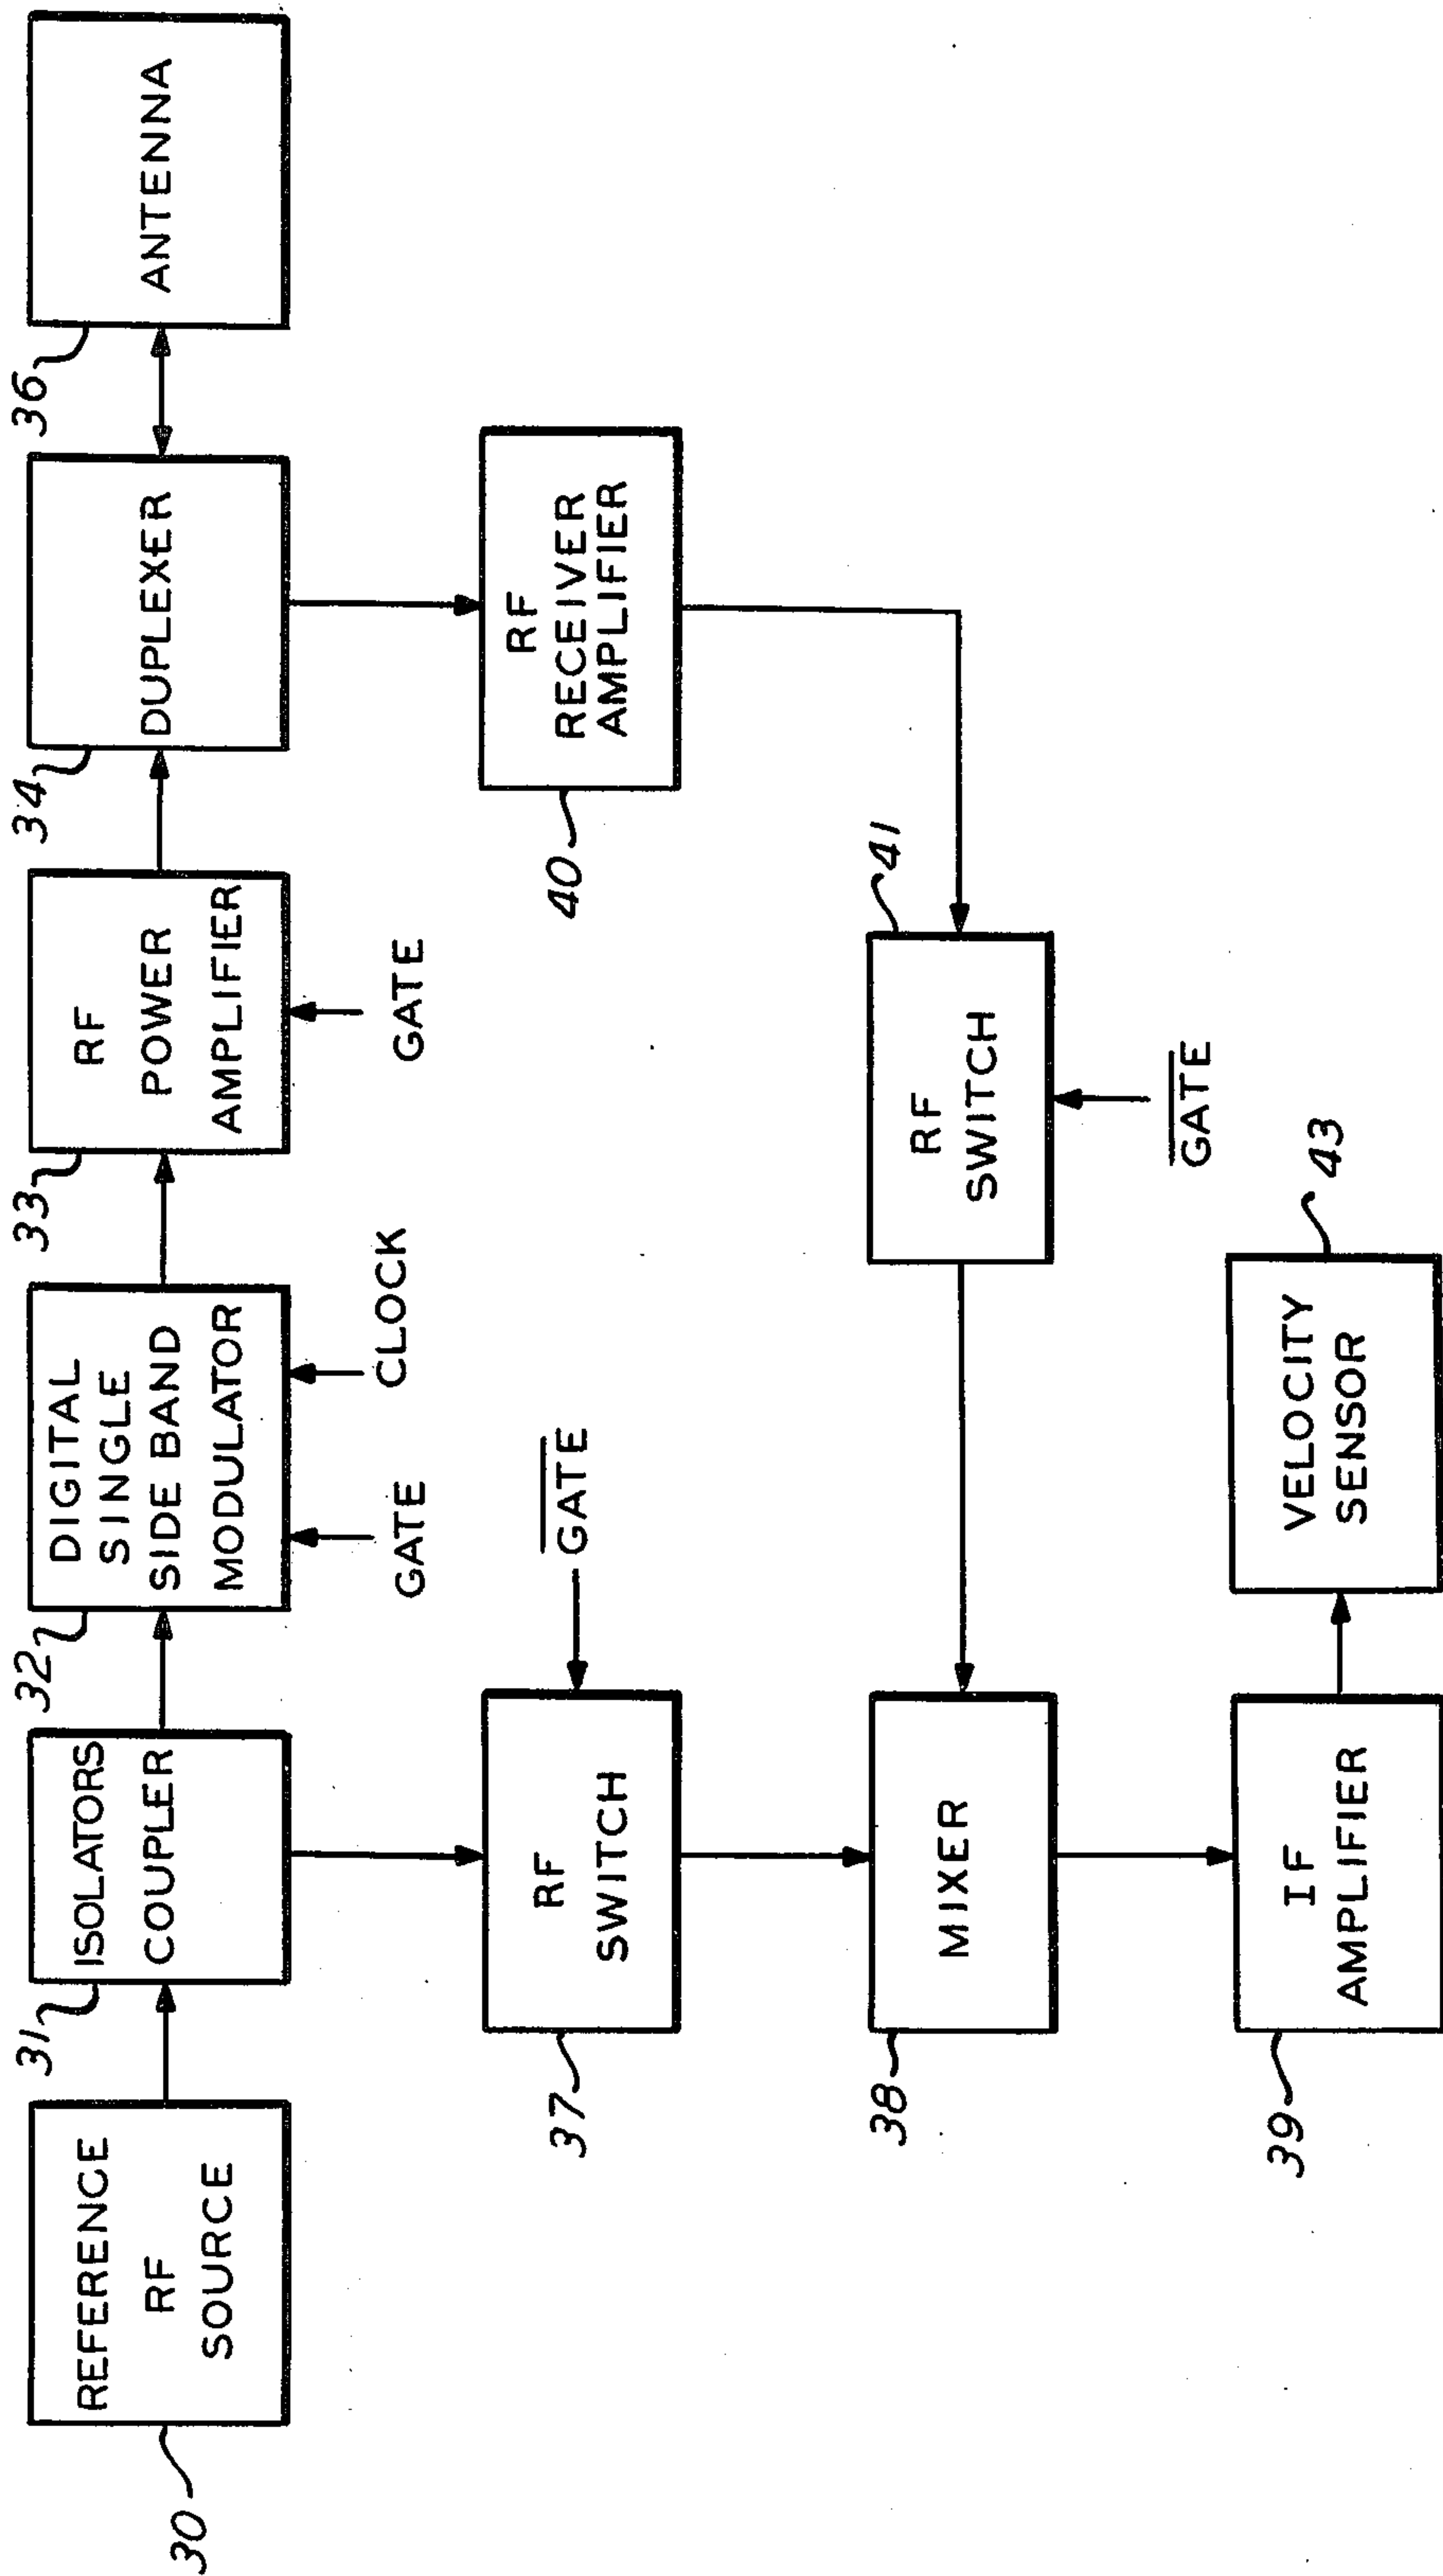 30
REFERENCE
RF
SOURCE
31
ISOLATORS
COUPLER
32
DIGITAL
SINGLE
SIDE BAND
MODULATOR
GATE
CLOCK
33
RF
POWER
AMPLIFIER
GATE
34
DUPLEXER
36
ANTENNA
37
RF
SWITCH
GATE
40
RF
RECEIVER
AMPLIFIER
38
MIXER
41
RF
SWITCH
GATE
39
IF
AMPLIFIER
43
VELOCITY
SENSOR